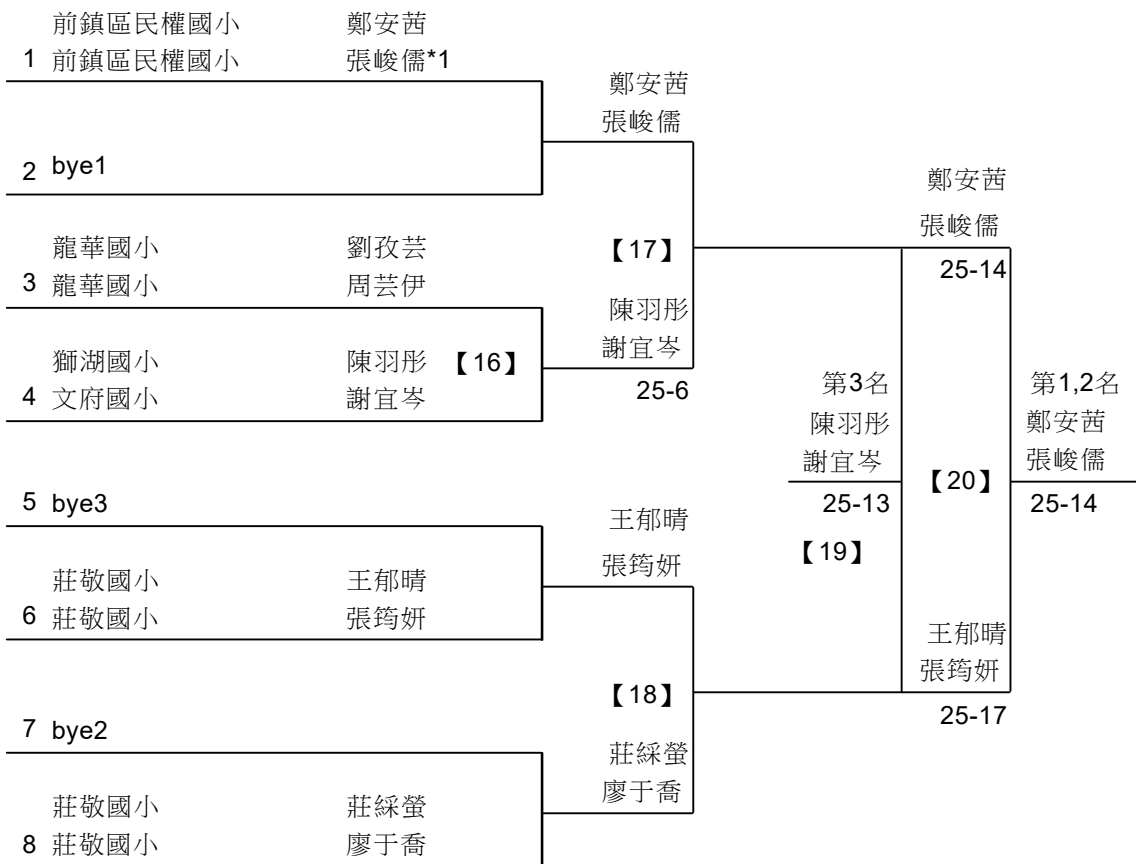 前鎮區民權國小 鄭安茜
1 前鎮區民權國小 張峻儒*1
鄭安茜
張峻儒
2 bye1
鄭安茜
張峻儒
25-14
龍華國小 劉孜芸
3 龍華國小 周芸伊
【17】
陳羽彤
謝宜岑
25-6
獅湖國小 陳羽彤 【16】
4 文府國小 謝宜岑
第3名
陳羽彤
謝宜岑
25-13
【19】
【20】
第1,2名
鄭安茜
張峻儒
25-14
5 bye3
王郁晴
張筠妍
莊敬國小 王郁晴
6 莊敬國小 張筠妍
王郁晴
張筠妍
25-17
【18】
7 bye2
莊綵螢
廖于喬
莊敬國小 莊綵螢
8 莊敬國小 廖于喬